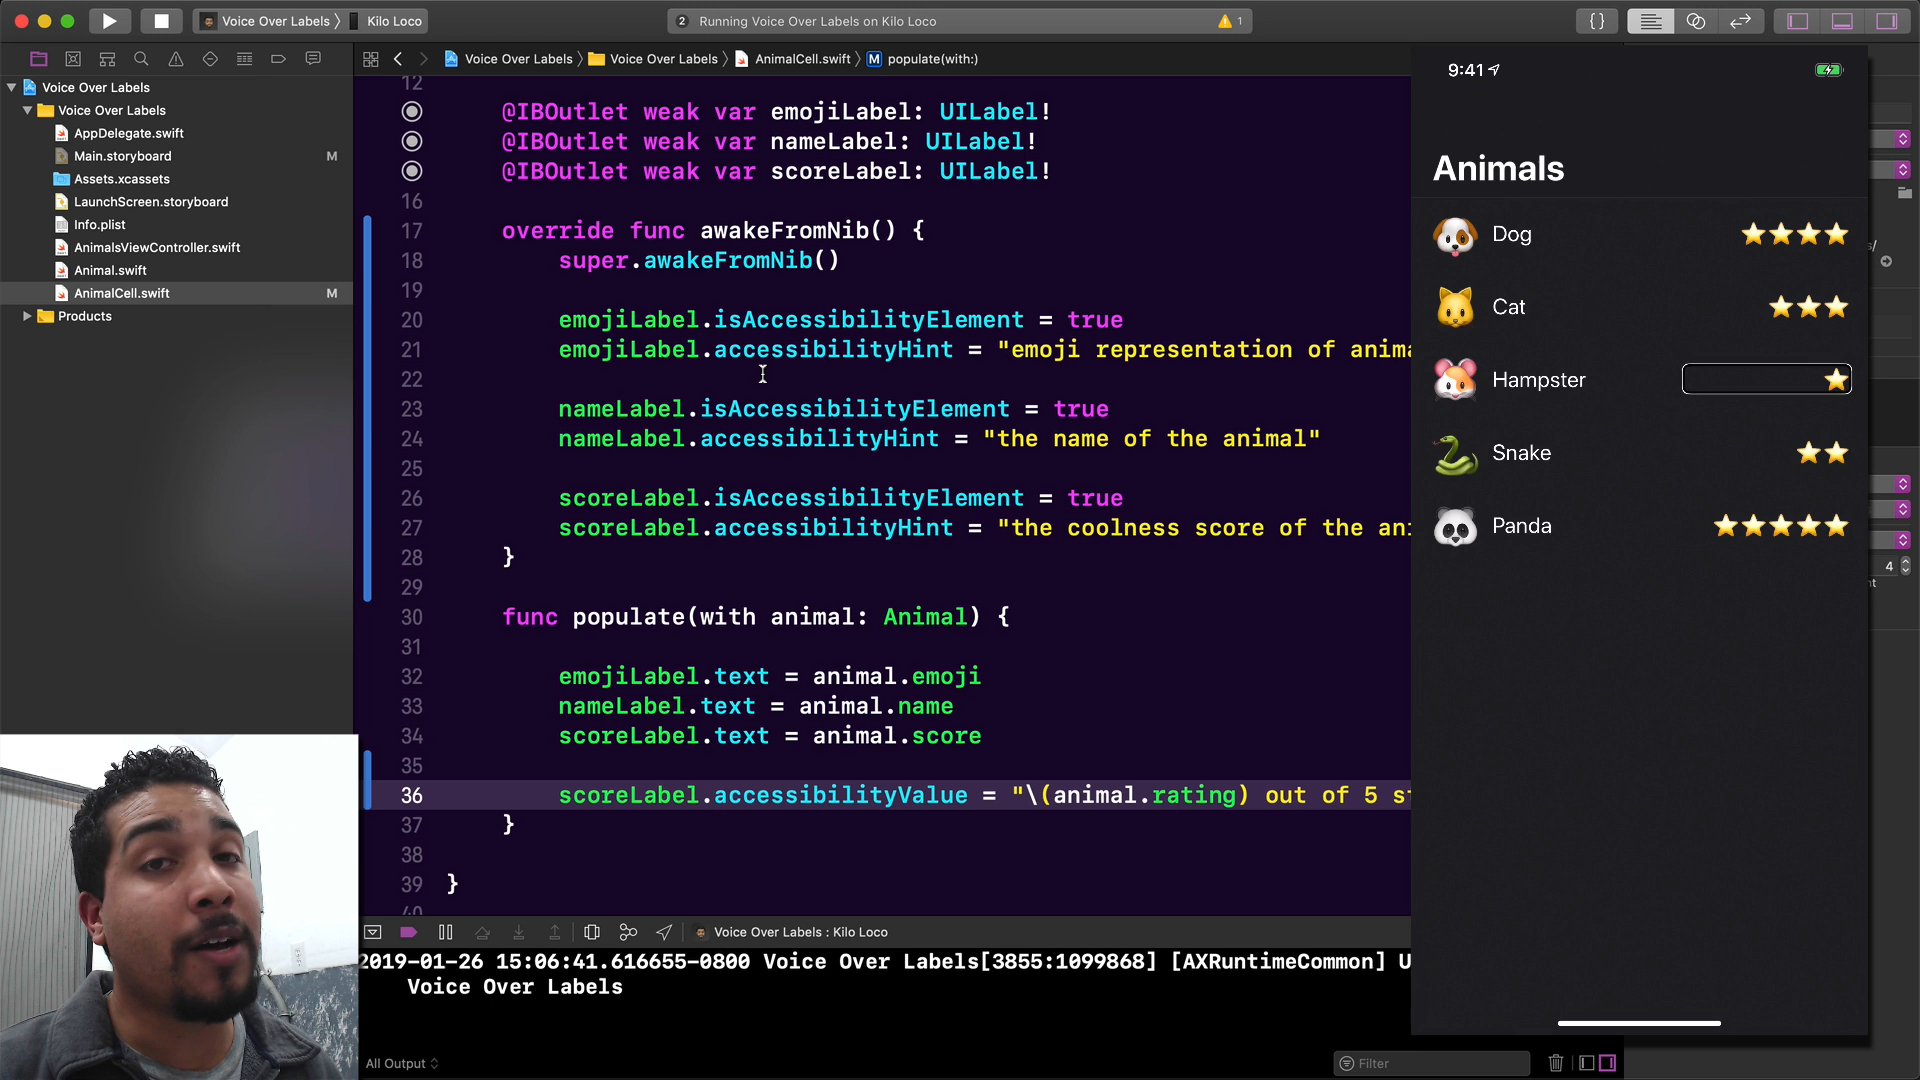 Voice Over Labels
Kilo Loco
2 Running Voice Over Labels on Kilo Loco
1
{}
Voice Over Labels
Voice Over Labels
AnimalCell.swift
M populate(with:)
Voice Over Labels
Voice Over Labels
AppDelegate.swift
Main.storyboard M
Assets.xcassets
LaunchScreen.storyboard
Info.plist
AnimalsViewController.swift
Animal.swift
AnimalCell.swift M
Products
12
@IBOutlet weak var emojiLabel: UILabel!
@IBOutlet weak var nameLabel: UILabel!
@IBOutlet weak var scoreLabel: UILabel!
16
17 override func awakeFromNib() {
18 super.awakeFromNib()
19
20 emojiLabel.isAccessibilityElement = true
21 emojiLabel.accessibilityHint = "emoji representation of anima
22
23 nameLabel.isAccessibilityElement = true
24 nameLabel.accessibilityHint = "the name of the animal"
25
26 scoreLabel.isAccessibilityElement = true
27 scoreLabel.accessibilityHint = "the coolness score of the ani
28 }
29
30 func populate(with animal: Animal) {
31
32 emojiLabel.text = animal.emoji
33 nameLabel.text = animal.name
34 scoreLabel.text = animal.score
35
36 scoreLabel.accessibilityValue = "\(animal.rating) out of 5 st
37 }
38
39 }
40
Voice Over Labels : Kilo Loco
2019-01-26 15:06:41.616655-0800 Voice Over Labels[3855:1099868] [AXRuntimeCommon] U
Voice Over Labels
All Output
Filter
9:41
Animals
🐶 Dog ⭐⭐⭐⭐
🐱 Cat ⭐⭐⭐
🐹 Hampster ⭐
🐍 Snake ⭐⭐
🐼 Panda ⭐⭐⭐⭐⭐
4